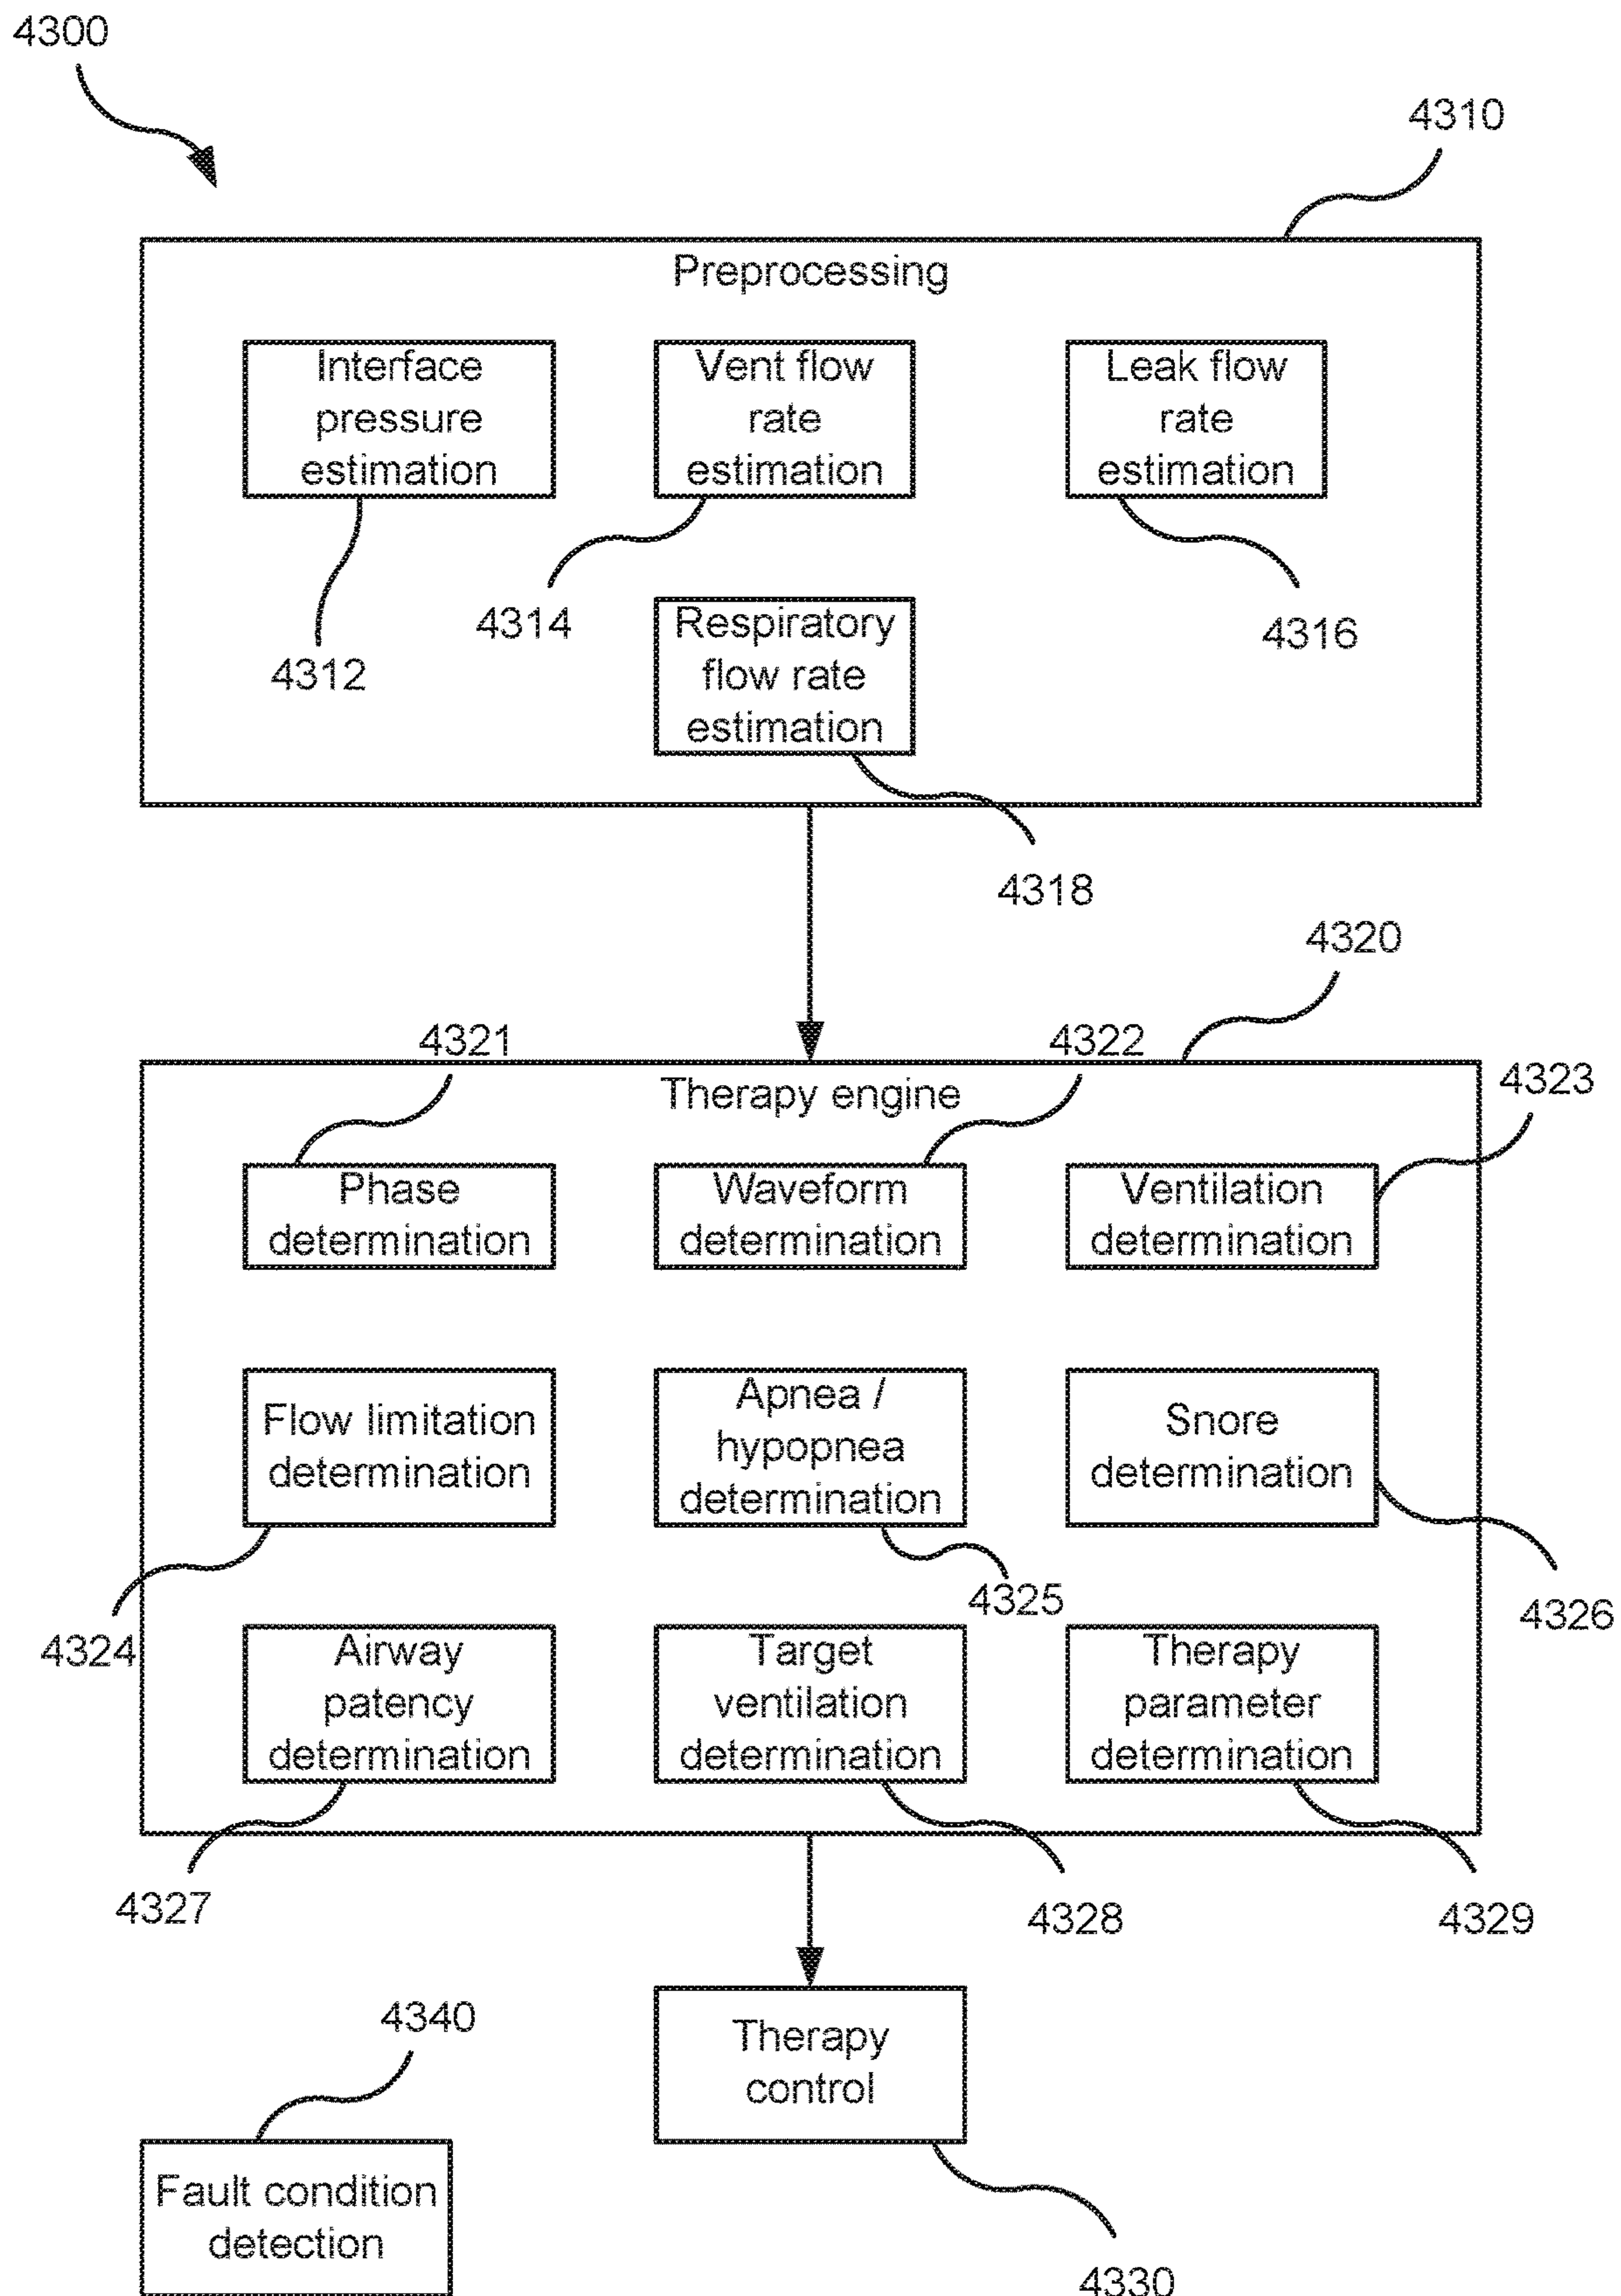 4300
4310
Preprocessing
Interface
pressure
estimation
Vent flow
rate
estimation
Leak flow
rate
estimation
4312
4314
4316
Respiratory
flow rate
estimation
4318
4320
4321
4322
4323
Therapy engine
Phase
determination
Waveform
determination
Ventilation
determination
Flow limitation
determination
Apnea /
hypopnea
determination
Snore
determination
4324
4325
4326
Airway
patency
determination
Target
ventilation
determination
Therapy
parameter
determination
4327
4328
4329
4340
Therapy
control
Fault condition
detection
4330